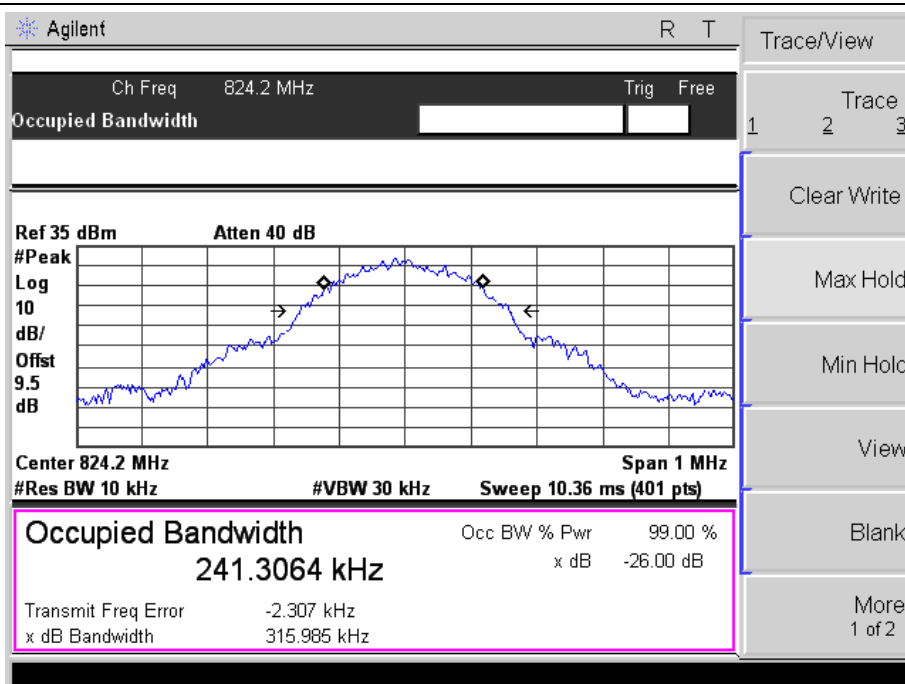 Agilent R T
Trace/View
Ch Freq 824.2 MHz Trig Free
Occupied Bandwidth
Trace
1 2 3
Clear Write
Ref 35 dBm Atten 40 dB
#Peak
Log
10
dB/
Offst
9.5
dB
Max Hold
Min Hold
Center 824.2 MHz Span 1 MHz
#Res BW 10 kHz #VBW 30 kHz Sweep 10.36 ms (401 pts)
View
Occupied Bandwidth
241.3064 kHz
Occ BW % Pwr 99.00 %
x dB -26.00 dB
Transmit Freq Error -2.307 kHz
x dB Bandwidth 315.985 kHz
Blank
More
1 of 2